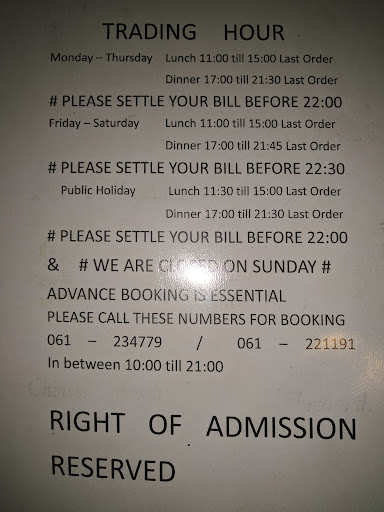 TRADING HOUR
Monday – Thursday Lunch 11:00 till 15:00 Last Order
Dinner 17:00 till 21:30 Last Order
# PLEASE SETTLE YOUR BILL BEFORE 22:00
Friday – Saturday Lunch 11:00 till 15:00 Last Order
Dinner 17:00 till 21:45 Last Order
# PLEASE SETTLE YOUR BILL BEFORE 22:30
Public Holiday Lunch 11:30 till 15:00 Last Order
Dinner 17:00 till 21:30 Last Order
# PLEASE SETTLE YOUR BILL BEFORE 22:00
& # WE ARE CLOSED ON SUNDAY #
ADVANCE BOOKING IS ESSENTIAL
PLEASE CALL THESE NUMBERS FOR BOOKING
061 – 234779 / 061 – 221191
In between 10:00 till 21:00
RIGHT OF ADMISSION
RESERVED